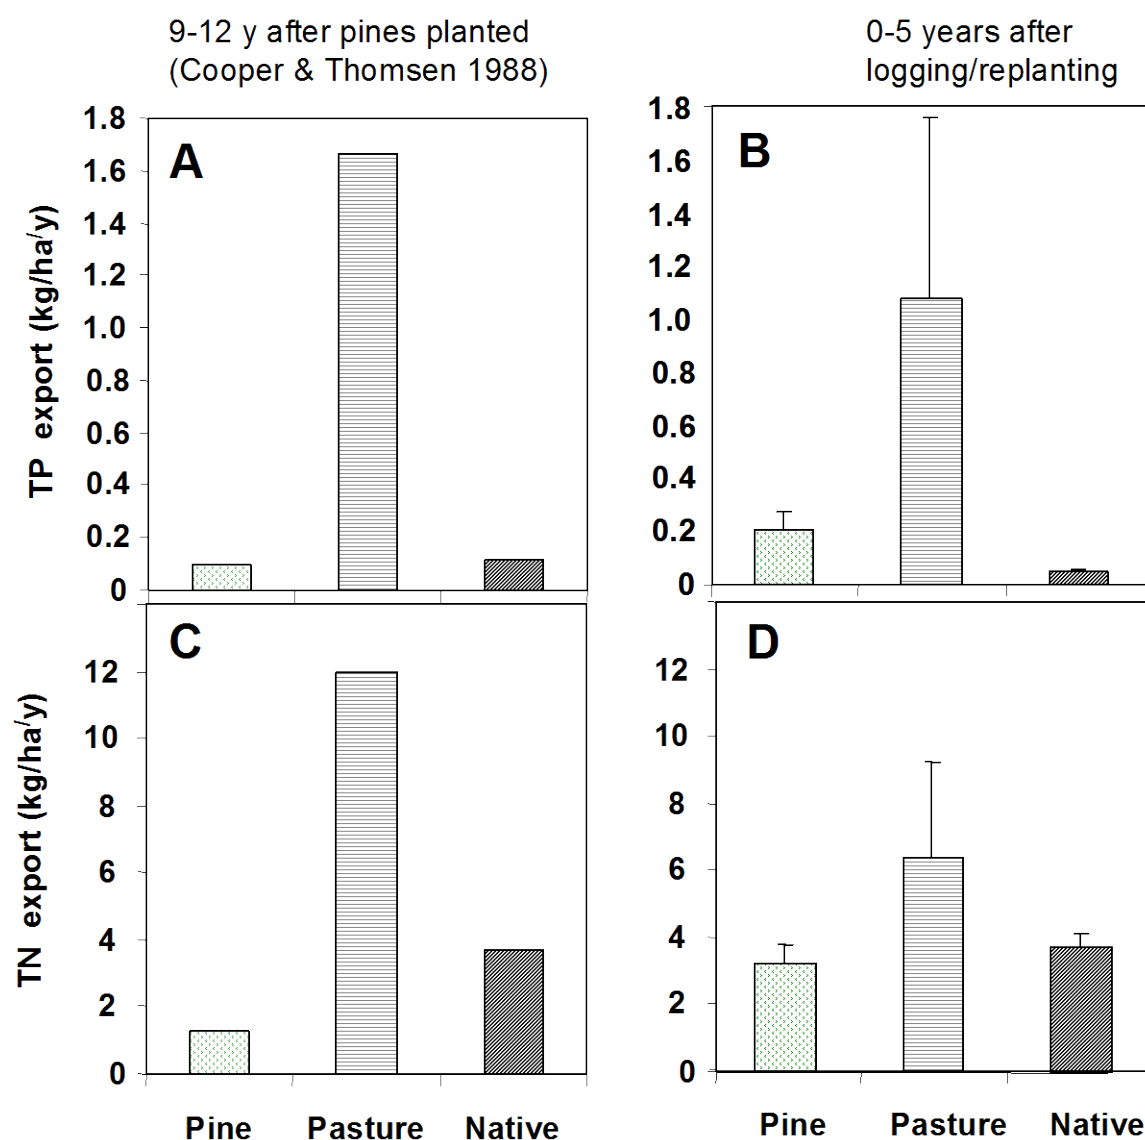 9-12 y after pines planted
(Cooper & Thomsen 1988)
0-5 years after
logging/replanting
TP export (kg/ha/y)
1.8
1.6
1.4
1.2
1.0
0.8
0.6
0.4
0.2
0
A
1.8
1.6
1.4
1.2
1.0
0.8
0.6
0.4
0.2
0
B
TN export (kg/ha/y)
12
10
8
6
4
2
0
C
12
10
8
6
4
2
0
D
Pine Pasture Native
Pine Pasture Native